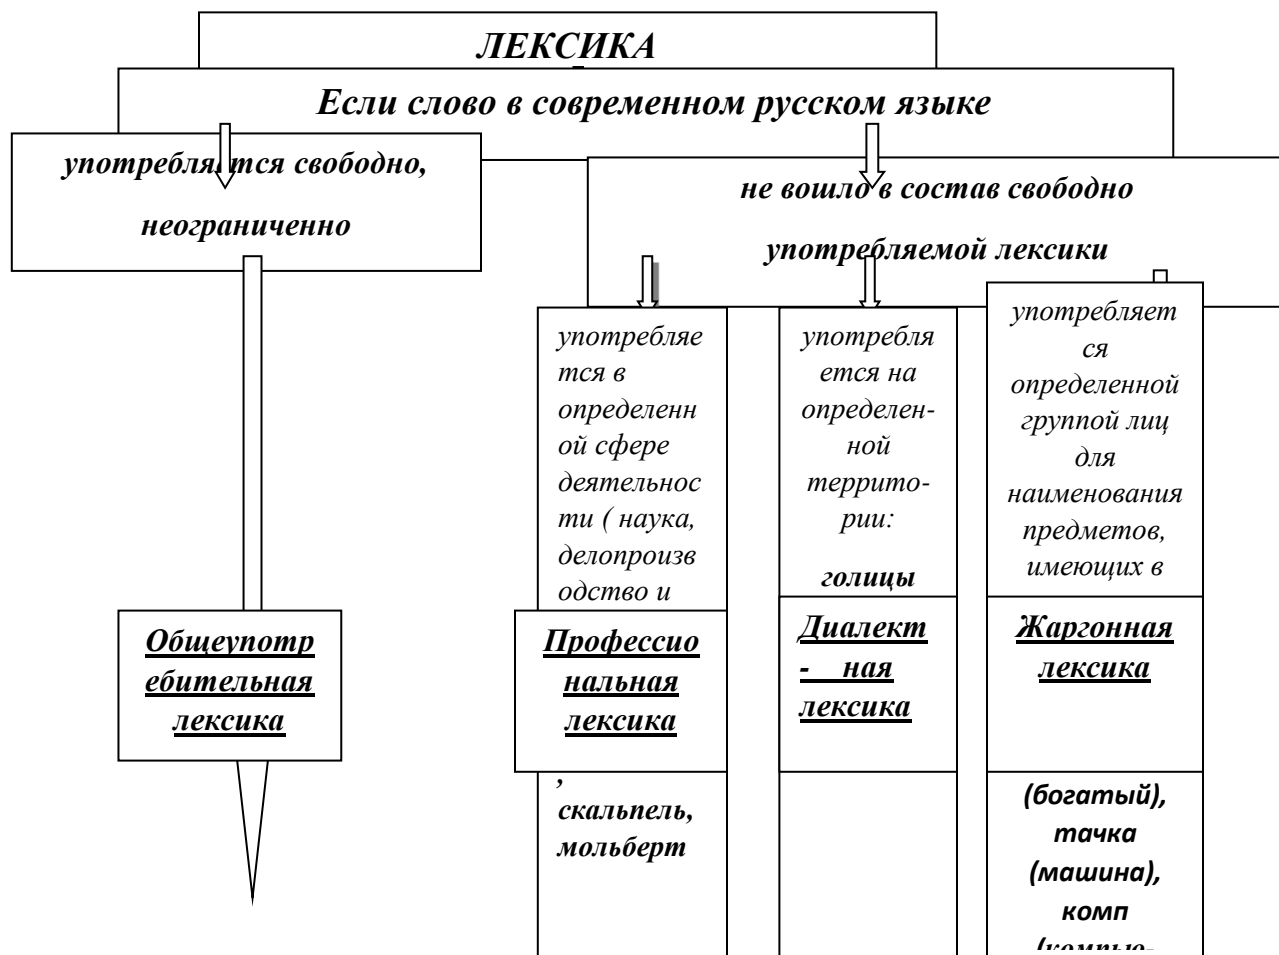 ЛЕКСИКА
Если слово в современном русском языке
употребляется свободно,
неограниченно
не вошло в состав свободно
употребляемой лексики
употребляе
тся в
определенн
ой сфере
деятельнос
ти ( наука,
делопроизв
одство и
Профессио
нальная
лексика
,
скальпель,
мольберт
употребля
ется на
определен-
ной
террито-
рии:
голицы
Диалект
- ная
лексика
употребляет
ся
определенной
группой лиц
для
наименования
предметов,
имеющих в
Жаргонная
лексика
(богатый),
тачка
(машина),
комп
(компью-
Общеупотр
ебительная
лексика